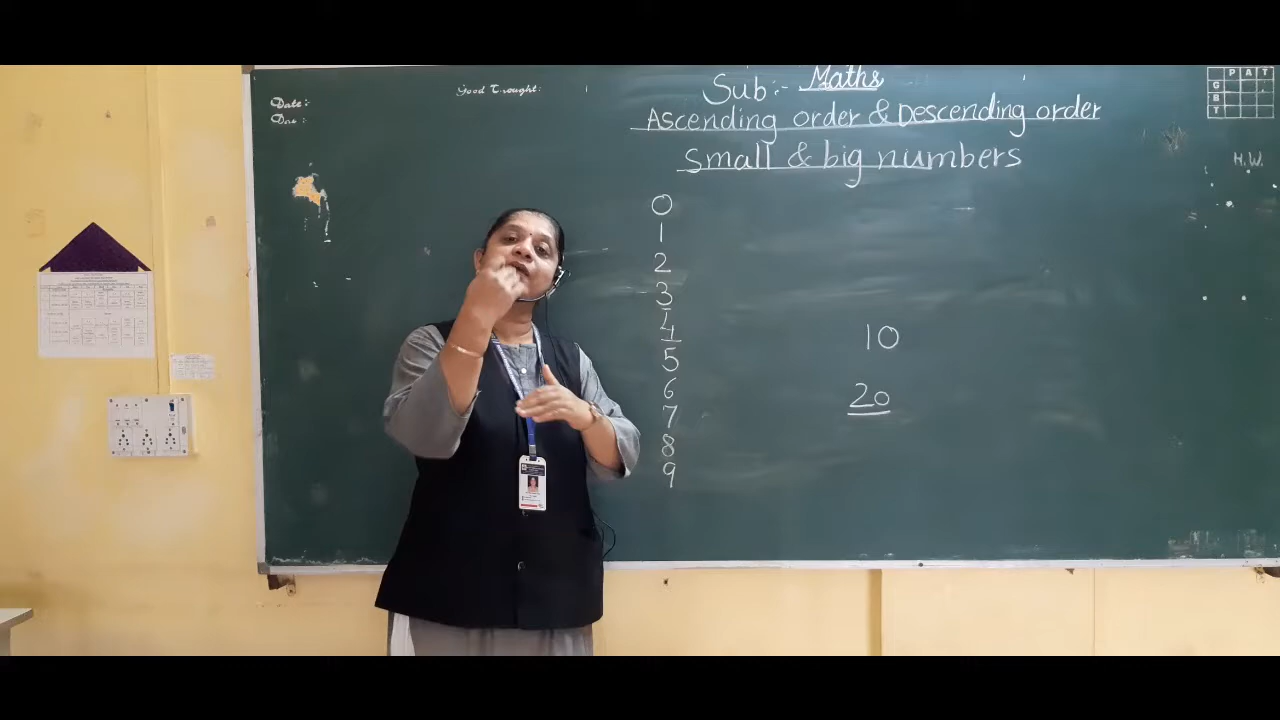 Sub:- Maths
Ascending order & Descending order
Small & big numbers
Date:-
Good Thought:
P A T
G
B
T
H.W.
0
1
2
3
4
5
6
7
8
9
10
20